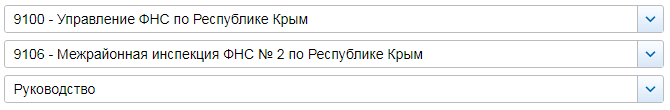 9100 - Управление ФНС по Республике Крым
9106 - Межрайонная инспекция ФНС № 2 по Республике Крым
Руководство